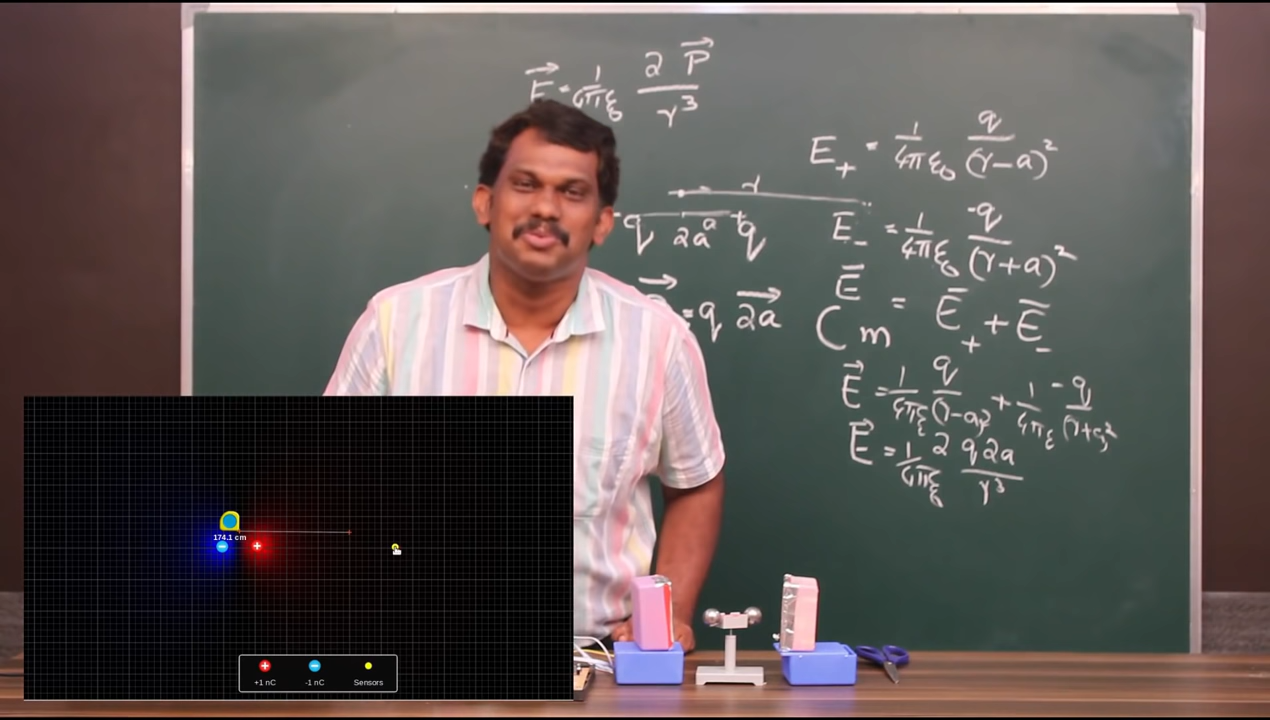 E = 1/4πε 2P/r³
E₊ = 1/4πε₀ q/(r-a)²
r
-q 2a a +q
E₋ = 1/4πε₀ -q/(r+a)²
= q 2a
E = E₊ + E₋
Cm
E = 1/4πε q/(r-a)² + 1/4πε -q/(r+a)²
E = 1/4πε 2 q 2a/r³
174.1 cm
+1 nC -1 nC Sensors